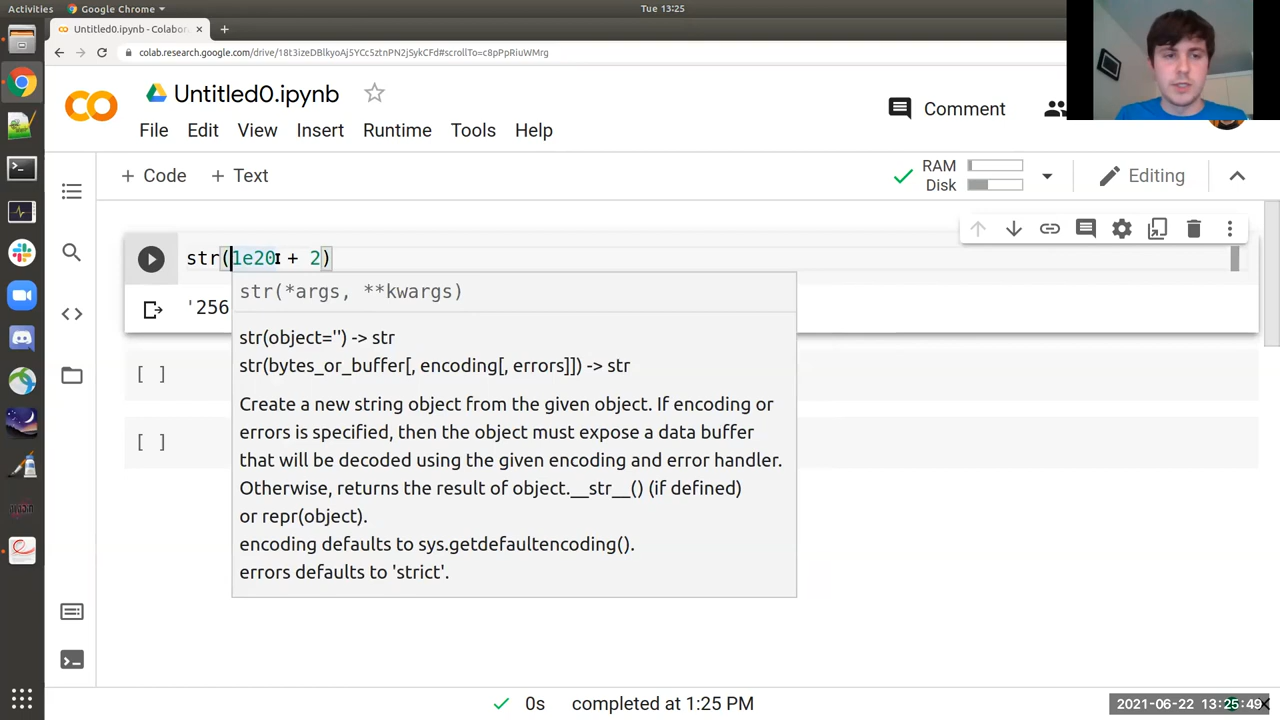 Activities
Google Chrome
Tue 13:25
Untitled0.ipynb - Colabor
colab.research.google.com/drive/18t3izeDBlkyoAj5YCc5ztnPN2jSykCFd#scrollTo=c8pPpRiuWMrg
Untitled0.ipynb
Comment
File Edit View Insert Runtime Tools Help
+ Code + Text
RAM
Disk
Editing
str(1e20 + 2)
'256
str(*args, **kwargs)
str(object='') -> str
str(bytes_or_buffer[, encoding[, errors]]) -> str
Create a new string object from the given object. If encoding or
errors is specified, then the object must expose a data buffer
that will be decoded using the given encoding and error handler.
Otherwise, returns the result of object.__str__() (if defined)
or repr(object).
encoding defaults to sys.getdefaultencoding().
errors defaults to 'strict'.
[ ]
[ ]
0s completed at 1:25 PM
2021-06-22 13:25:49